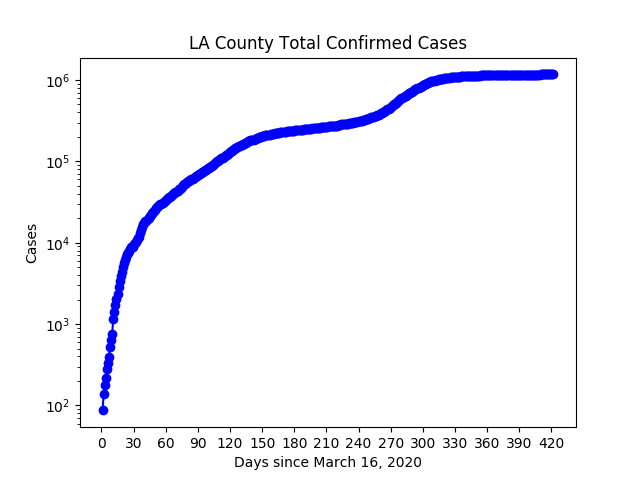 LA County Total Confirmed Cases
10⁶
10⁵
10⁴
10³
10²
Cases
0 30 60 90 120 150 180 210 240 270 300 330 360 390 420
Days since March 16, 2020